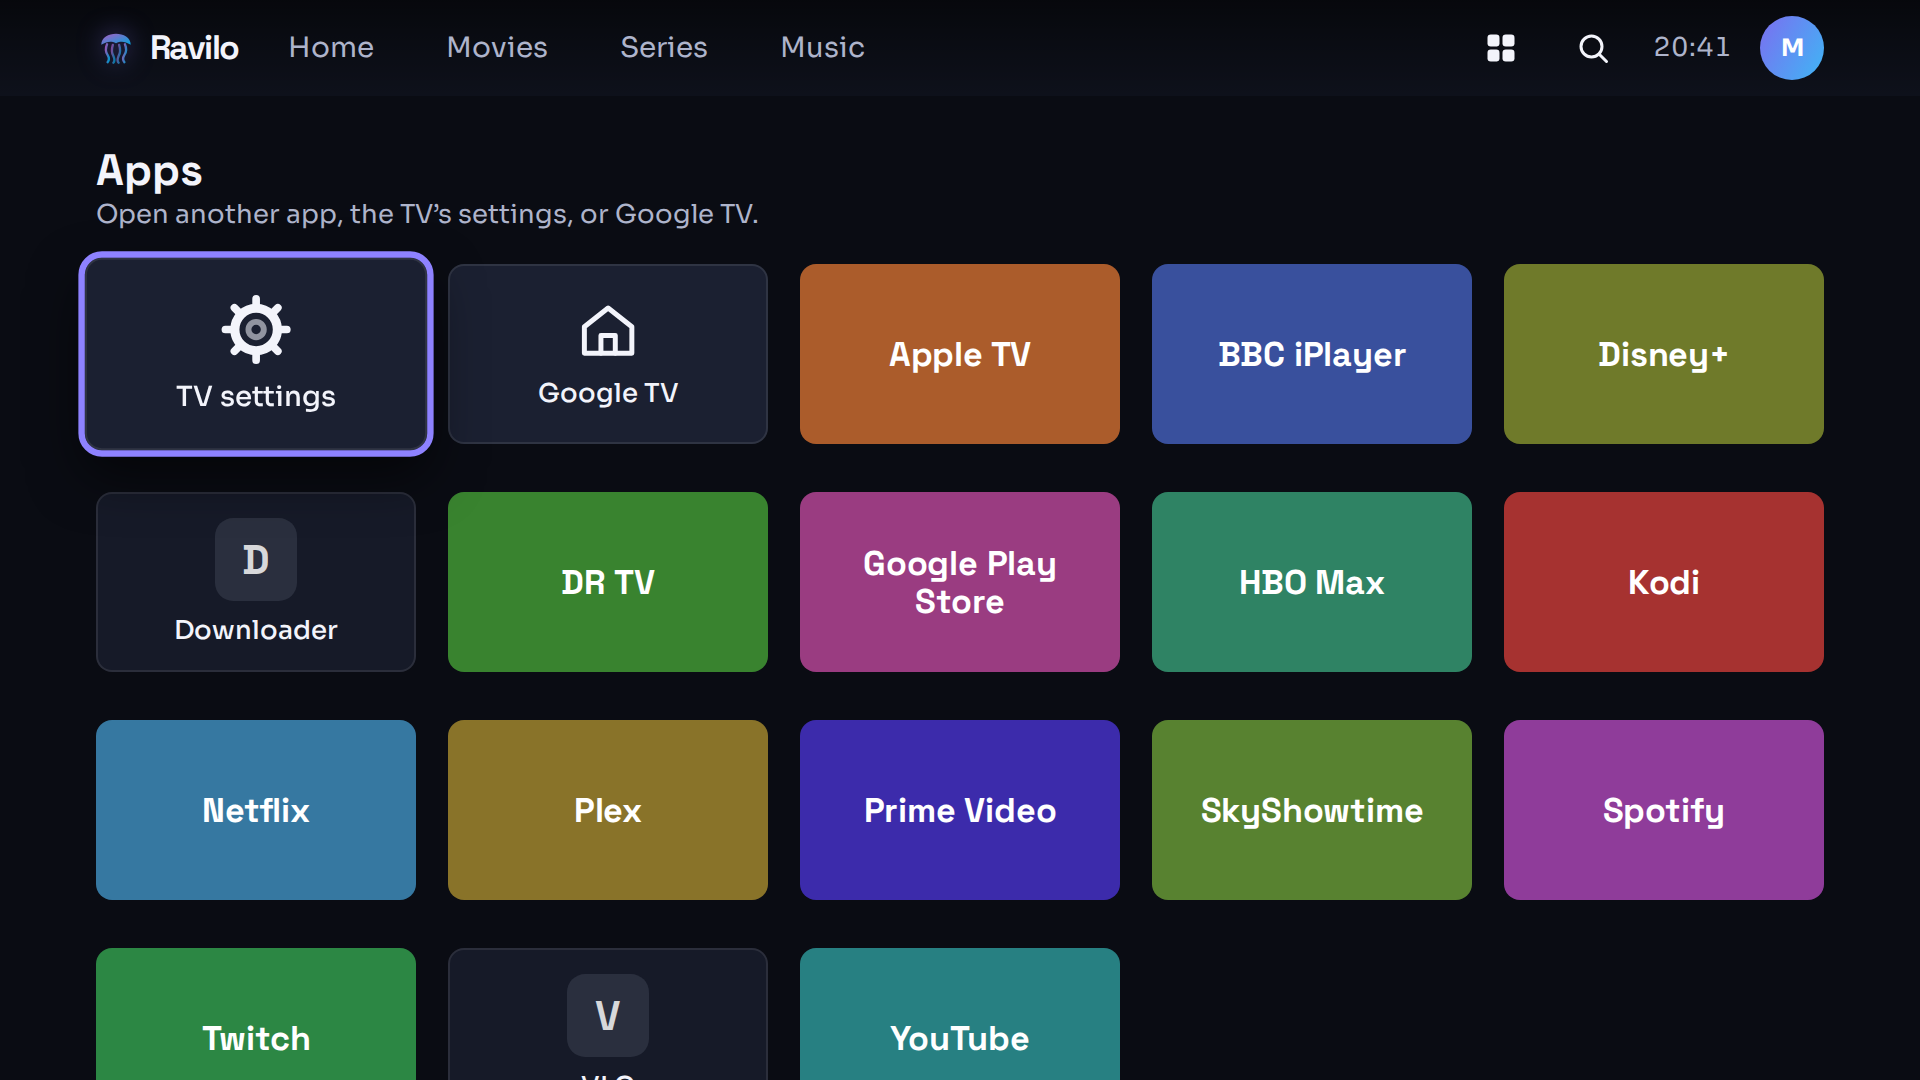 Ravilo
Home
Movies
Series
Music
20:41
M
Apps
Open another app, the TV’s settings, or Google TV.
TV settings
Google TV
Apple TV
BBC iPlayer
Disney+
D
Downloader
DR TV
Google Play
Store
HBO Max
Kodi
Netflix
Plex
Prime Video
SkyShowtime
Spotify
Twitch
V
YouTube